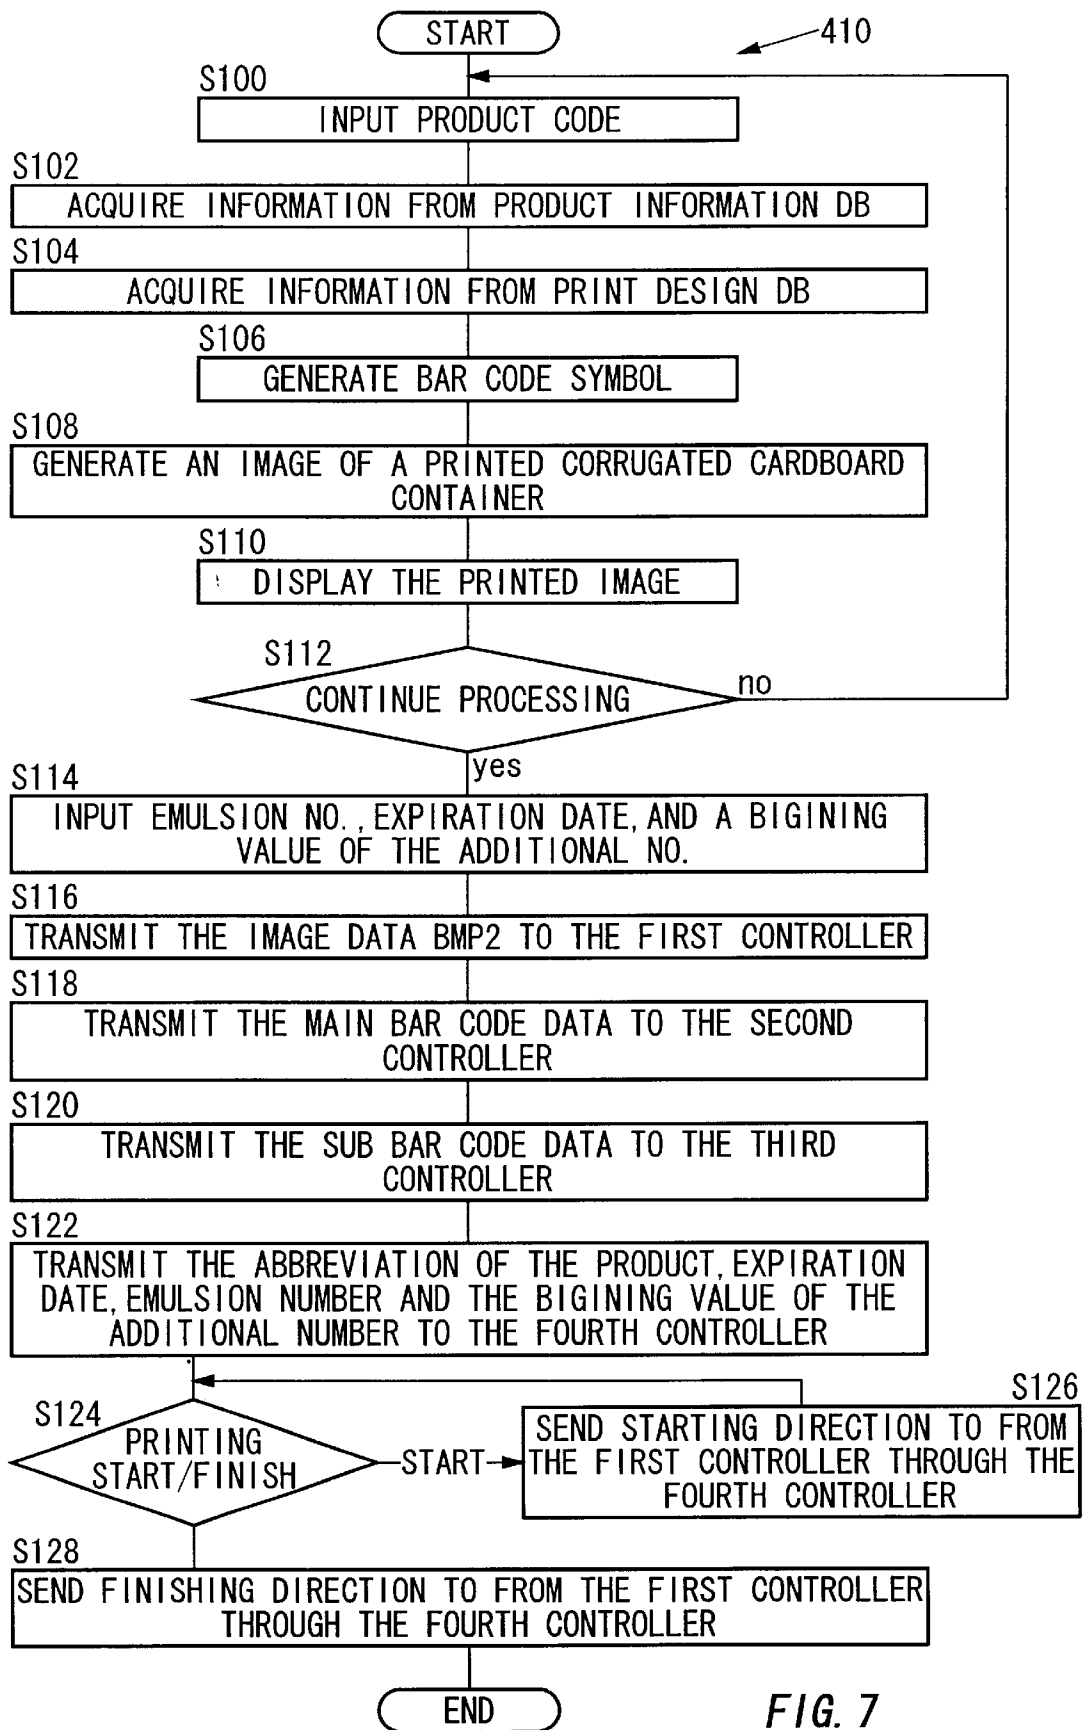 START
410
S100
INPUT PRODUCT CODE
S102
ACQUIRE INFORMATION FROM PRODUCT INFORMATION DB
S104
ACQUIRE INFORMATION FROM PRINT DESIGN DB
S106
GENERATE BAR CODE SYMBOL
S108
GENERATE AN IMAGE OF A PRINTED CORRUGATED CARDBOARD
CONTAINER
S110
DISPLAY THE PRINTED IMAGE
S112
CONTINUE PROCESSING
no
yes
S114
INPUT EMULSION NO., EXPIRATION DATE, AND A BIGINING
VALUE OF THE ADDITIONAL NO.
S116
TRANSMIT THE IMAGE DATA BMP2 TO THE FIRST CONTROLLER
S118
TRANSMIT THE MAIN BAR CODE DATA TO THE SECOND
CONTROLLER
S120
TRANSMIT THE SUB BAR CODE DATA TO THE THIRD
CONTROLLER
S122
TRANSMIT THE ABBREVIATION OF THE PRODUCT, EXPIRATION
DATE, EMULSION NUMBER AND THE BIGINING VALUE OF THE
ADDITIONAL NUMBER TO THE FOURTH CONTROLLER
S124
PRINTING
START/FINISH
START
S126
SEND STARTING DIRECTION TO FROM
THE FIRST CONTROLLER THROUGH THE
FOURTH CONTROLLER
S128
SEND FINISHING DIRECTION TO FROM THE FIRST CONTROLLER
THROUGH THE FOURTH CONTROLLER
END
FIG. 7